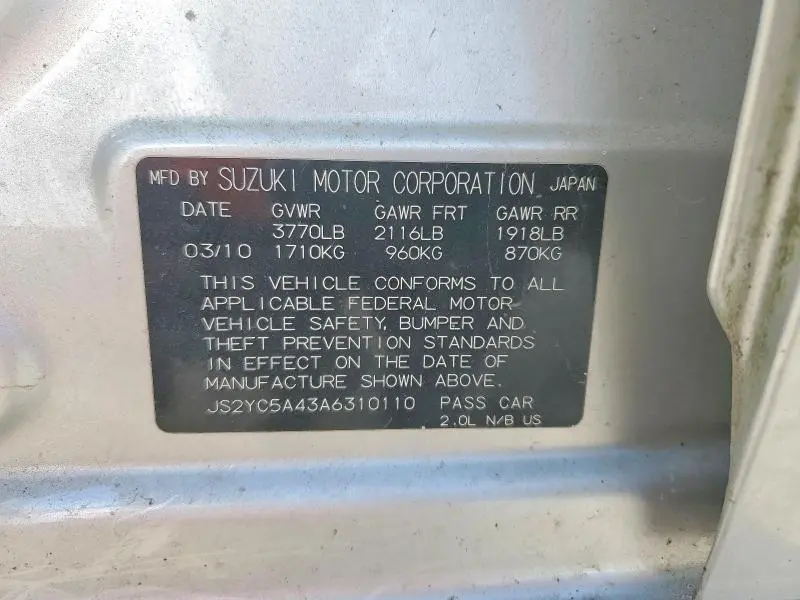 MFD BY SUZUKI MOTOR CORPORATION JAPAN
DATE GVWR GAWR FRT GAWR RR
3770LB 2116LB 1918LB
03/10 1710KG 960KG 870KG
THIS VEHICLE CONFORMS TO ALL
APPLICABLE FEDERAL MOTOR
VEHICLE SAFETY, BUMPER AND
THEFT PREVENTION STANDARDS
IN EFFECT ON THE DATE OF
MANUFACTURE SHOWN ABOVE.
JS2YC5A43A6310110 PASS CAR
2.0L N/B US